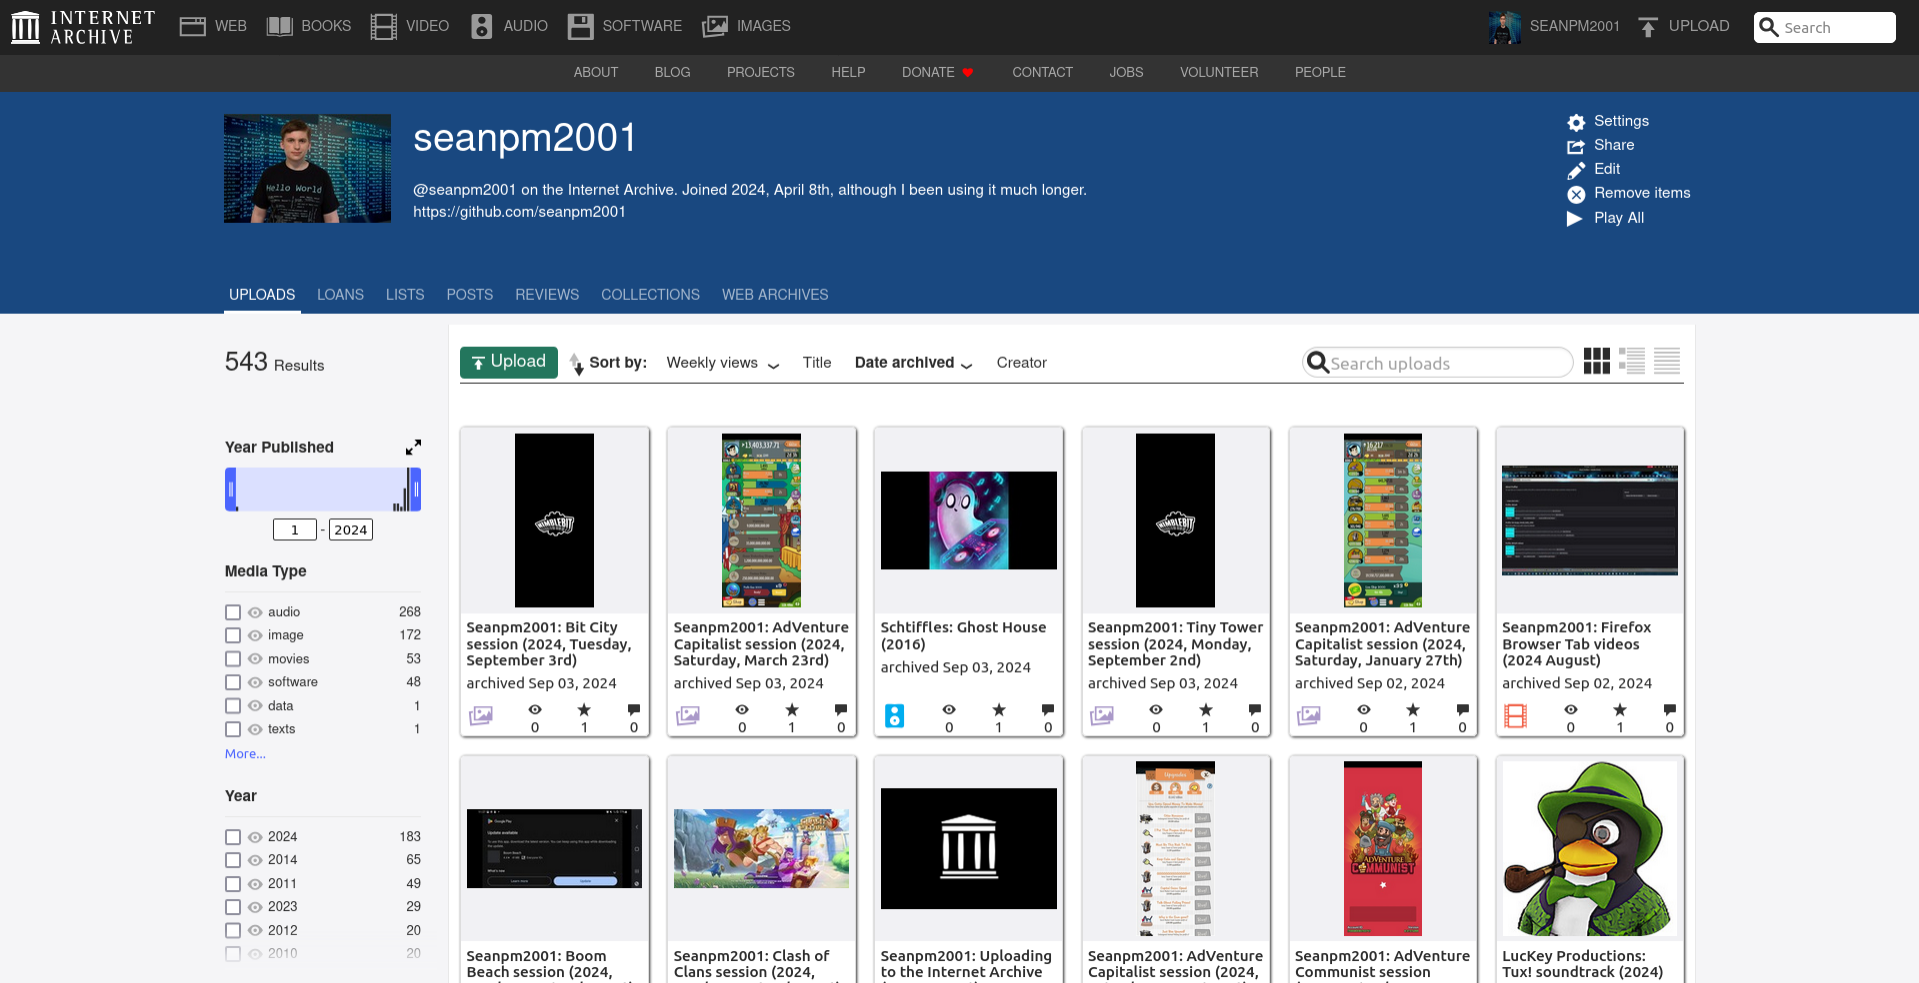 INTERNET
ARCHIVE
WEB BOOKS VIDEO AUDIO SOFTWARE IMAGES SEANPM2001 UPLOAD Search
ABOUT BLOG PROJECTS HELP DONATE CONTACT JOBS VOLUNTEER PEOPLE
Hello World
seanpm2001
@seanpm2001 on the Internet Archive. Joined 2024, April 8th, although I been using it much longer.
https://github.com/seanpm2001
Settings
Share
Edit
Remove items
Play All
UPLOADS LOANS LISTS POSTS REVIEWS COLLECTIONS WEB ARCHIVES
543 Results
Year Published
1 - 2024
Media Type
audio 268
image 172
movies 53
software 48
data 1
texts 1
More...
Year
2024 183
2014 65
2011 49
2023 29
2012 20
2010 20
Upload Sort by: Weekly views Title Date archived Creator Search uploads
NIMBLEBIT
Seanpm2001: Bit City
session (2024, Tuesday,
September 3rd)
archived Sep 03, 2024
0 1 0
Seanpm2001: AdVenture
Capitalist session (2024,
Saturday, March 23rd)
archived Sep 03, 2024
0 1 0
Schtiffles: Ghost House
(2016)
archived Sep 03, 2024
0 1 0
NIMBLEBIT
Seanpm2001: Tiny Tower
session (2024, Monday,
September 2nd)
archived Sep 03, 2024
0 1 0
Seanpm2001: AdVenture
Capitalist session (2024,
Saturday, January 27th)
archived Sep 02, 2024
0 1 0
Seanpm2001: Firefox
Browser Tab videos
(2024 August)
archived Sep 02, 2024
0 1 0
Google Play
Update available
Seanpm2001: Boom
Beach session (2024,
Seanpm2001: Clash of
Clans session (2024,
Seanpm2001: Uploading
to the Internet Archive
Upgrades
Seanpm2001: AdVenture
Capitalist session (2024,
ADVENTURE
COMMUNIST
Seanpm2001: AdVenture
Communist session
LucKey Productions:
Tux! soundtrack (2024)